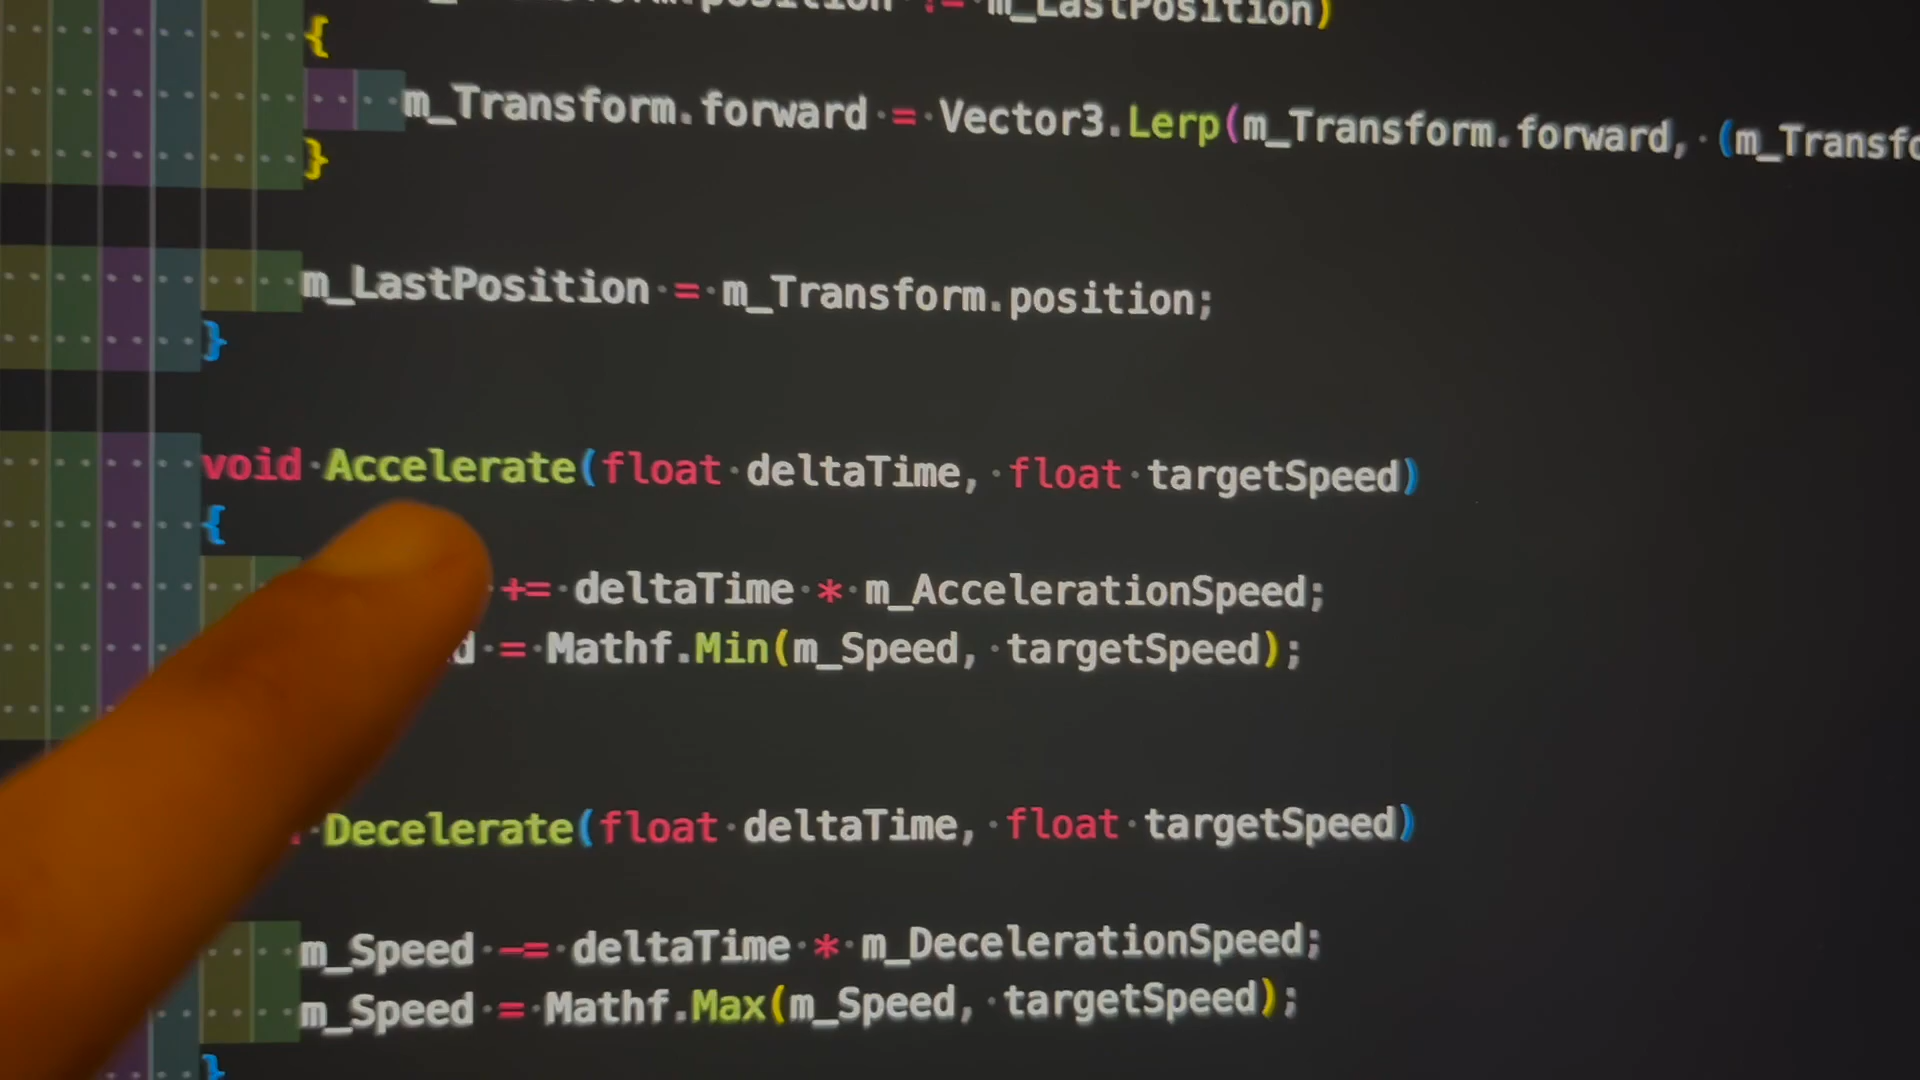 m_LastPosition)
{
m_Transform.forward = Vector3.Lerp(m_Transform.forward, (m_Transfo
}
m_LastPosition = m_Transform.position;
}
void Accelerate(float deltaTime, float targetSpeed)
{
+= deltaTime * m_AccelerationSpeed;
d = Mathf.Min(m_Speed, targetSpeed);
Decelerate(float deltaTime, float targetSpeed)
m_Speed -= deltaTime * m_DecelerationSpeed;
m_Speed = Mathf.Max(m_Speed, targetSpeed);
}